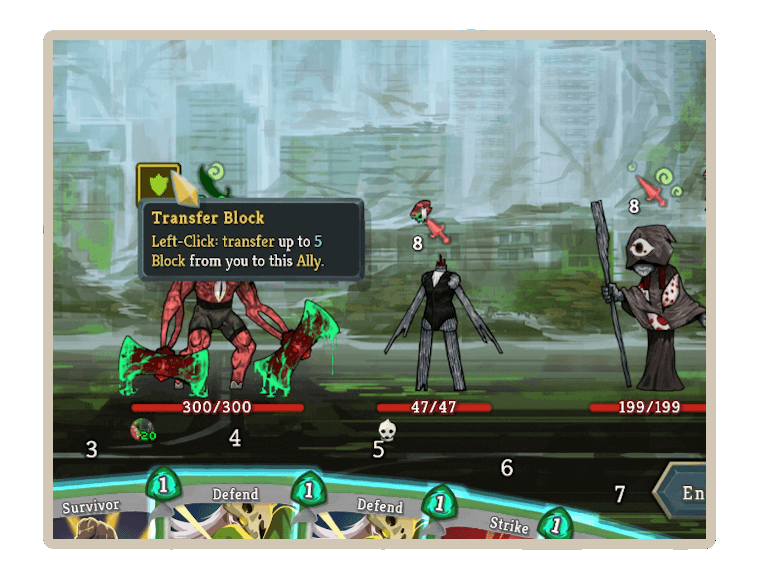 Transfer Block
Left-Click: transfer up to 5
Block from you to this Ally.
8
8
300/300
47/47
199/199
20
3
4
5
6
7
En
1
1
1
1
Survivor
Defend
Defend
Strike